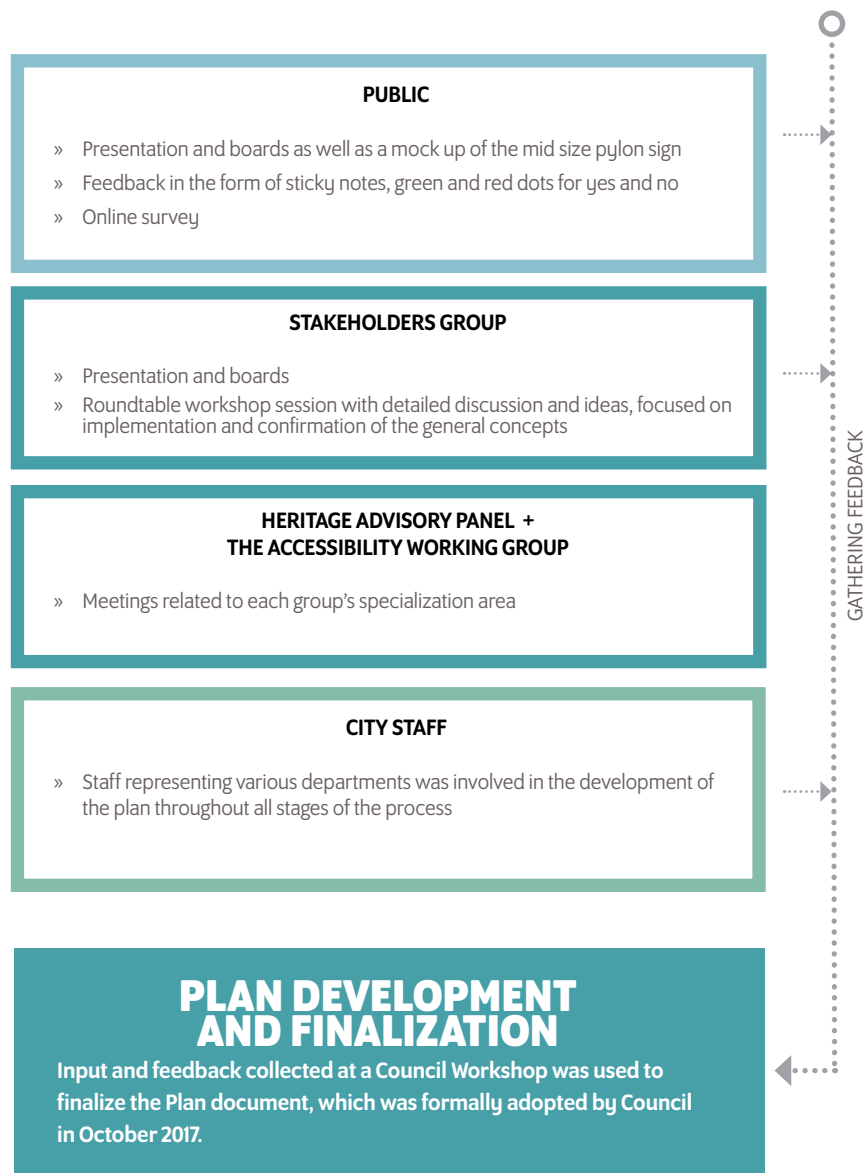 PUBLIC
» Presentation and boards as well as a mock up of the mid size pylon sign
» Feedback in the form of sticky notes, green and red dots for yes and no
» Online survey
STAKEHOLDERS GROUP
» Presentation and boards
» Roundtable workshop session with detailed discussion and ideas, focused on
implementation and confirmation of the general concepts
HERITAGE ADVISORY PANEL +
THE ACCESSIBILITY WORKING GROUP
» Meetings related to each group's specialization area
CITY STAFF
» Staff representing various departments was involved in the development of
the plan throughout all stages of the process
GATHERING FEEDBACK
PLAN DEVELOPMENT
AND FINALIZATION
Input and feedback collected at a Council Workshop was used to
finalize the Plan document, which was formally adopted by Council
in October 2017.